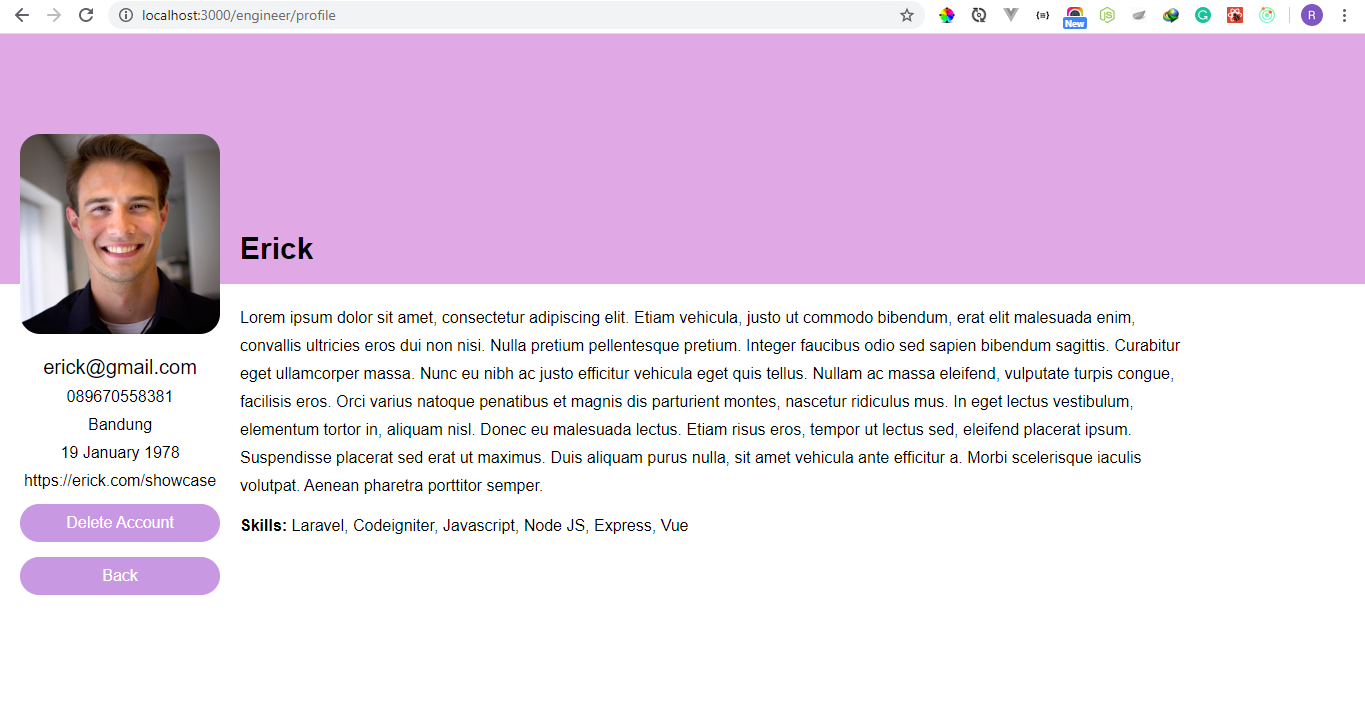 localhost:3000/engineer/profile
New
R
Erick
Lorem ipsum dolor sit amet, consectetur adipiscing elit. Etiam vehicula, justo ut commodo bibendum, erat elit malesuada enim,
convallis ultricies eros dui non nisi. Nulla pretium pellentesque pretium. Integer faucibus odio sed sapien bibendum sagittis. Curabitur
eget ullamcorper massa. Nunc eu nibh ac justo efficitur vehicula eget quis tellus. Nullam ac massa eleifend, vulputate turpis congue,
facilisis eros. Orci varius natoque penatibus et magnis dis parturient montes, nascetur ridiculus mus. In eget lectus vestibulum,
elementum tortor in, aliquam nisl. Donec eu malesuada lectus. Etiam risus eros, tempor ut lectus sed, eleifend placerat ipsum.
Suspendisse placerat sed erat ut maximus. Duis aliquam purus nulla, sit amet vehicula ante efficitur a. Morbi scelerisque iaculis
volutpat. Aenean pharetra porttitor semper.
Skills: Laravel, Codeigniter, Javascript, Node JS, Express, Vue
erick@gmail.com
089670558381
Bandung
19 January 1978
https://erick.com/showcase
Delete Account
Back